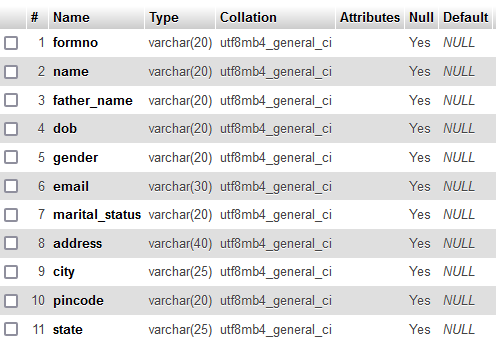 # Name Type Collation Attributes Null Default
1 formno varchar(20) utf8mb4_general_ci Yes NULL
2 name varchar(20) utf8mb4_general_ci Yes NULL
3 father_name varchar(20) utf8mb4_general_ci Yes NULL
4 dob varchar(20) utf8mb4_general_ci Yes NULL
5 gender varchar(20) utf8mb4_general_ci Yes NULL
6 email varchar(30) utf8mb4_general_ci Yes NULL
7 marital_status varchar(20) utf8mb4_general_ci Yes NULL
8 address varchar(40) utf8mb4_general_ci Yes NULL
9 city varchar(25) utf8mb4_general_ci Yes NULL
10 pincode varchar(20) utf8mb4_general_ci Yes NULL
11 state varchar(25) utf8mb4_general_ci Yes NULL